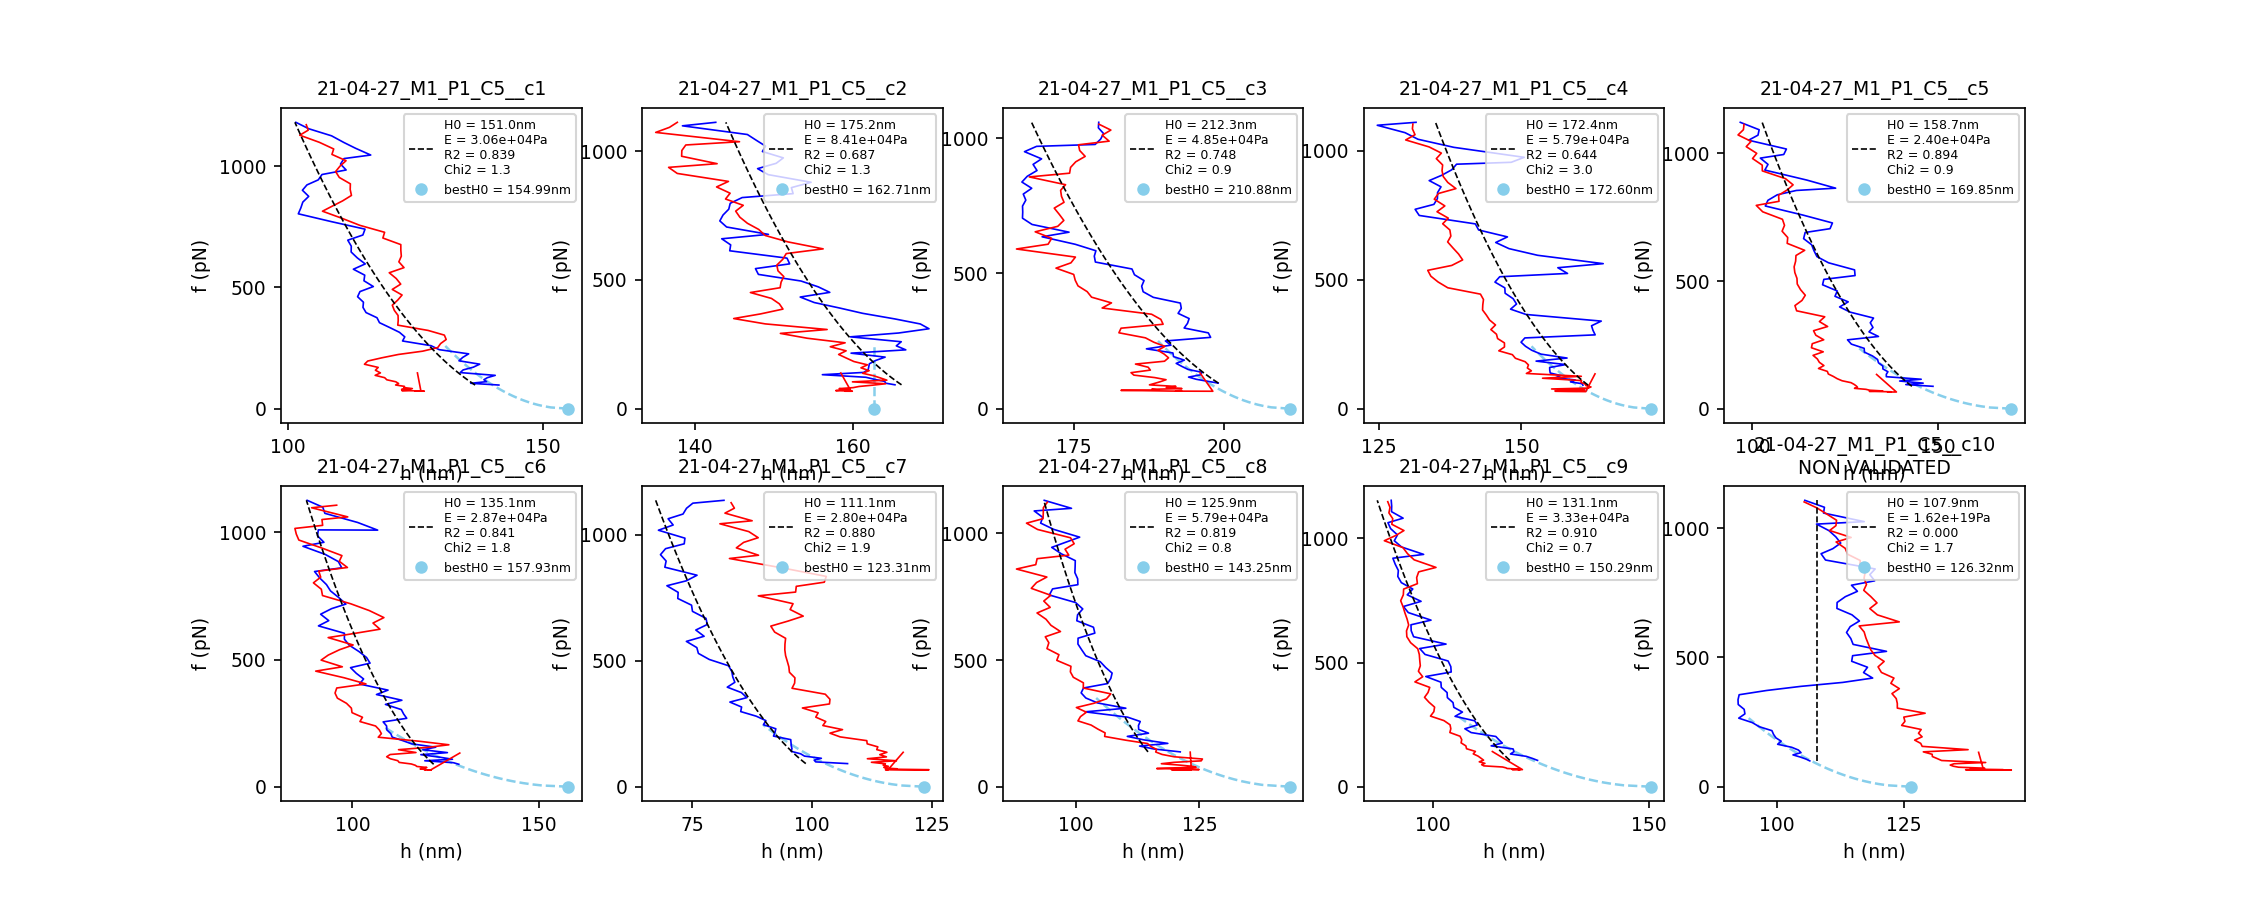 21-04-27_M1_P1_C5__c1
H0 = 151.0nm
E = 3.06e+04Pa
R2 = 0.839
Chi2 = 1.3
bestH0 = 154.99nm
f (pN)
1000
500
0
100
150
h (nm)
21-04-27_M1_P1_C5__c2
H0 = 175.2nm
E = 8.41e+04Pa
R2 = 0.687
Chi2 = 1.3
bestH0 = 162.71nm
f (pN)
1000
500
0
140
160
h (nm)
21-04-27_M1_P1_C5__c3
H0 = 212.3nm
E = 4.85e+04Pa
R2 = 0.748
Chi2 = 0.9
bestH0 = 210.88nm
f (pN)
1000
500
0
175
200
h (nm)
21-04-27_M1_P1_C5__c4
H0 = 172.4nm
E = 5.79e+04Pa
R2 = 0.644
Chi2 = 3.0
bestH0 = 172.60nm
f (pN)
1000
500
0
125
150
h (nm)
21-04-27_M1_P1_C5__c5
H0 = 158.7nm
E = 2.40e+04Pa
R2 = 0.894
Chi2 = 0.9
bestH0 = 169.85nm
f (pN)
1000
500
0
100
150
h (nm)
21-04-27_M1_P1_C5__c6
H0 = 135.1nm
E = 2.87e+04Pa
R2 = 0.841
Chi2 = 1.8
bestH0 = 157.93nm
f (pN)
1000
500
0
100
150
h (nm)
21-04-27_M1_P1_C5__c7
H0 = 111.1nm
E = 2.80e+04Pa
R2 = 0.880
Chi2 = 1.9
bestH0 = 123.31nm
f (pN)
1000
500
0
75
100
125
h (nm)
21-04-27_M1_P1_C5__c8
H0 = 125.9nm
E = 5.79e+04Pa
R2 = 0.819
Chi2 = 0.8
bestH0 = 143.25nm
f (pN)
1000
500
0
100
125
h (nm)
21-04-27_M1_P1_C5__c9
H0 = 131.1nm
E = 3.33e+04Pa
R2 = 0.910
Chi2 = 0.7
bestH0 = 150.29nm
f (pN)
1000
500
0
100
150
h (nm)
21-04-27_M1_P1_C5__c10
NON VALIDATED
H0 = 107.9nm
E = 1.62e+19Pa
R2 = 0.000
Chi2 = 1.7
bestH0 = 126.32nm
f (pN)
1000
500
0
100
125
h (nm)